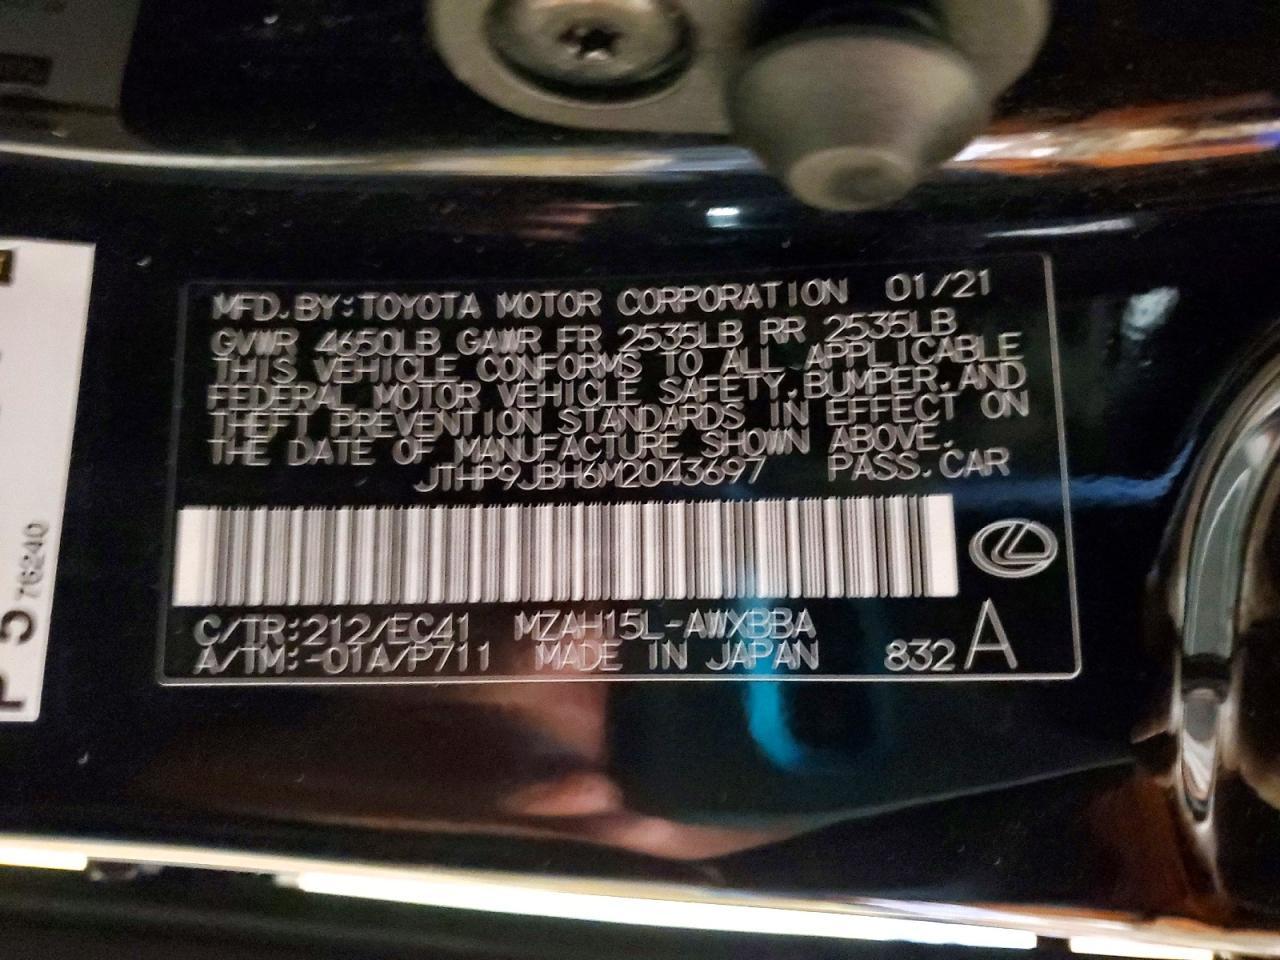 MFD.BY:TOYOTA MOTOR CORPORATION 01/21
GVWR 4650LB GAWR FR 2535LB RR 2535LB
THIS VEHICLE CONFORMS TO ALL APPLICABLE
FEDERAL MOTOR VEHICLE SAFETY,BUMPER,AND
THEFT PREVENTION STANDARDS IN EFFECT ON
THE DATE OF MANUFACTURE SHOWN ABOVE.
JTHP9JBH6M2043697 PASS.CAR
C/TR:212/EC41 MZAH15L-AWXBBA
A/TM:-01A/P711 MADE IN JAPAN 832 A
P 5 76240